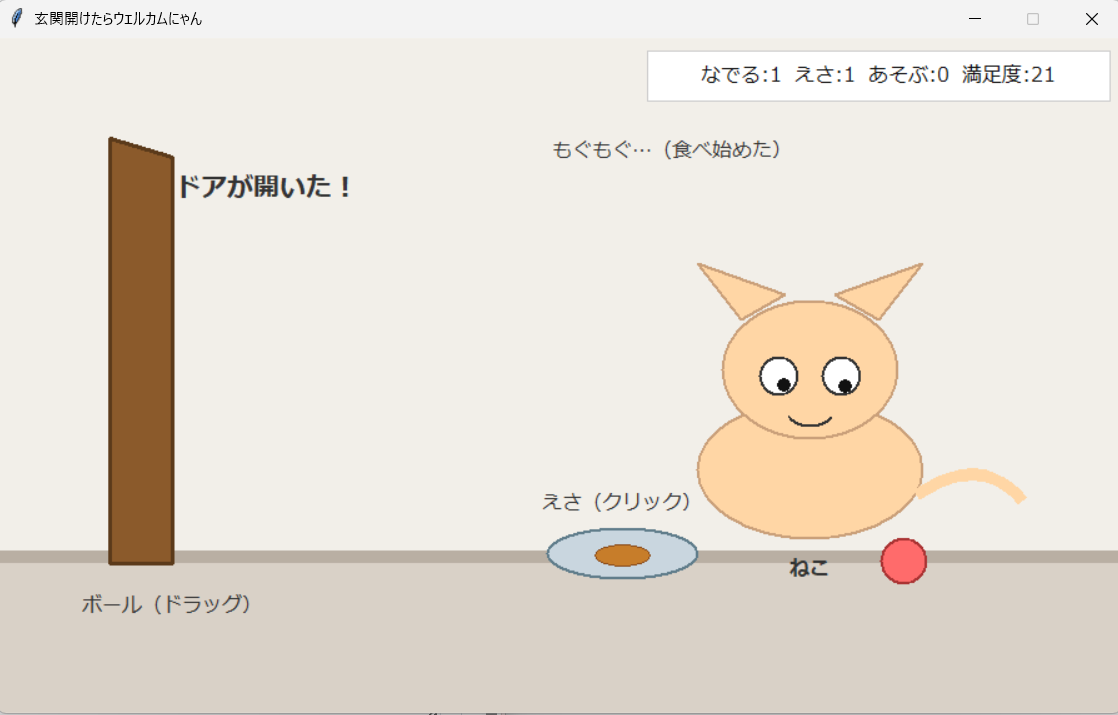 玄関開けたらウェルカムにゃん
なでる:1 えさ:1 あそぶ:0 満足度:21
もぐもぐ…（食べ始めた）
ドアが開いた！
えさ（クリック）
ねこ
ボール（ドラッグ）